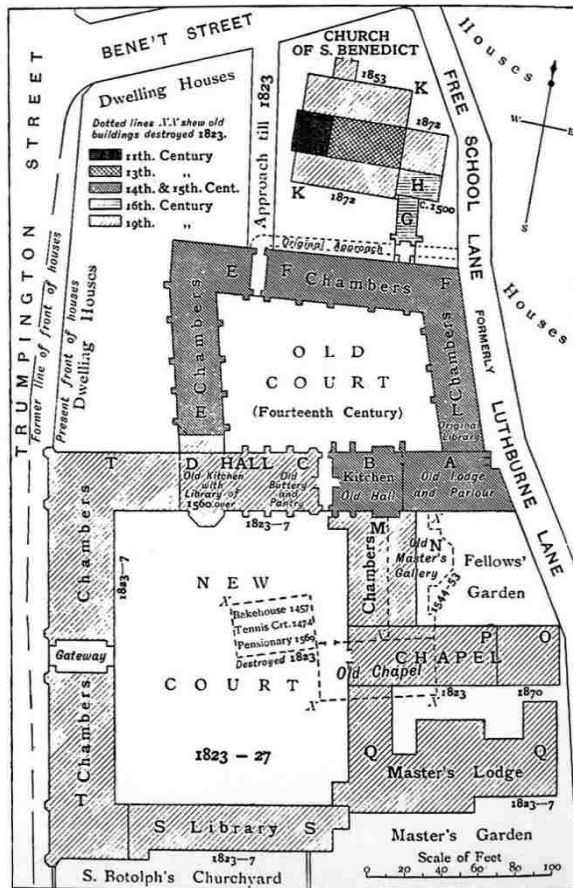 BENE'T STREET
TRUMPINGTON STREET
Former line of front of houses
Present front of houses
Dwelling Houses
Dwelling Houses
Dotted lines X,X show old
buildings destroyed 1823.
11th. Century
13th. „
14th. & 15th. Cent.
16th. Century
19th. „
Approach till 1823
CHURCH
OF S. BENEDICT
1853
K
1872
K
1872
H
c.1500
G
Original Approach
FREE SCHOOL LANE FORMERLY LUTHBURNE LANE
Houses
Houses
W
E
S
E
F
Chambers
F
Chambers
E
Chambers
L
Original
Library
OLD
COURT
(Fourteenth Century)
T
D
HALL
C
Old Kitchen
with
Library of
1560.over
Old
Buttery
and
Pantry
B
Kitchen
Old Hall
A
Old Lodge
and Parlour
1823-7
Chambers
1823-7
M
Chambers
X
N
Old
Master's
Gallery
1544-53
Fellows'
Garden
NEW
COURT
X
Bakehouse 1457
Tennis Crt. 1474
Pensionary 1569
Destroyed 1823
P
O
CHAPEL
Old Chapel
1823
1870
X
X
Gateway
1823 – 27
Chambers
T
Q
Q
Master's Lodge
1823-7
S
Library
S
1823-7
Master's Garden
Scale of Feet
0
20
40
60
80
100
S. Botolph's Churchyard